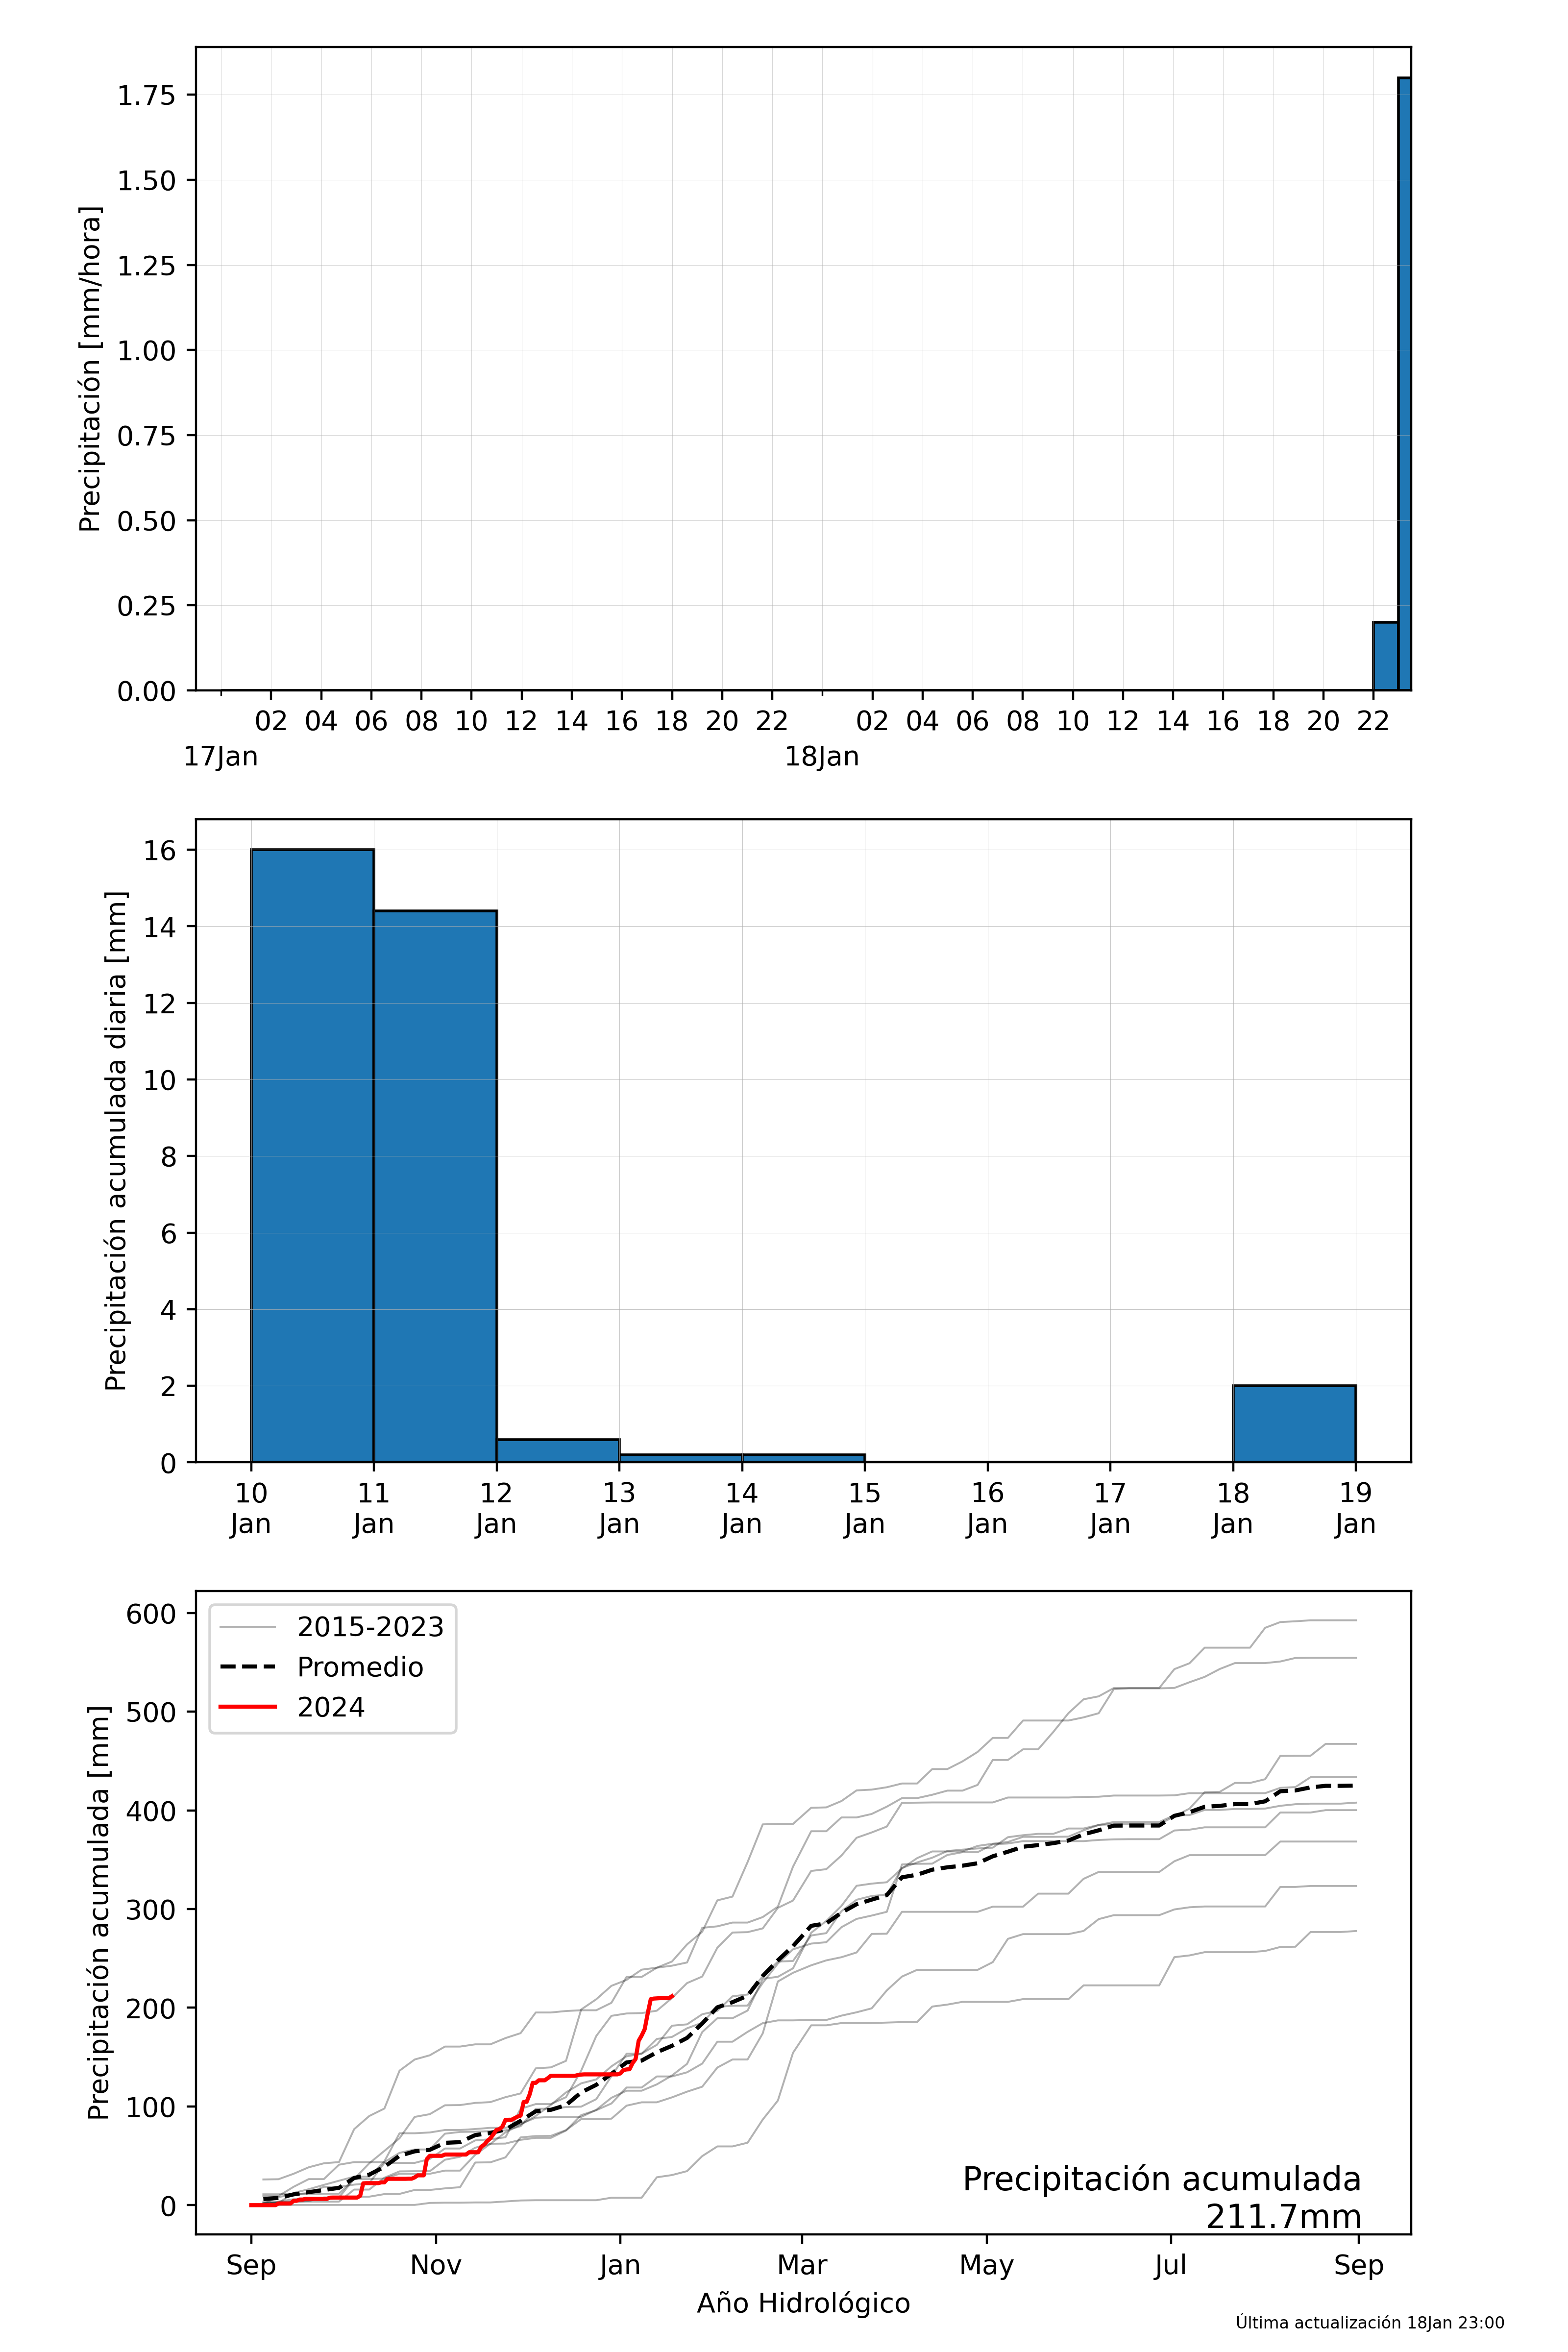 Precipitación [mm/hora]
1.75
1.50
1.25
1.00
0.75
0.50
0.25
0.00
02 04 06 08 10 12 14 16 18 20 22 02 04 06 08 10 12 14 16 18 20 22
17Jan 18Jan
Precipitación acumulada diaria [mm]
16
14
12
10
8
6
4
2
0
10 11 12 13 14 15 16 17 18 19
Jan Jan Jan Jan Jan Jan Jan Jan Jan Jan
Precipitación acumulada [mm]
600
500
400
300
200
100
0
2015-2023
Promedio
2024
Precipitación acumulada
211.7mm
Sep Nov Jan Mar May Jul Sep
Año Hidrológico
Última actualización 18Jan 23:00